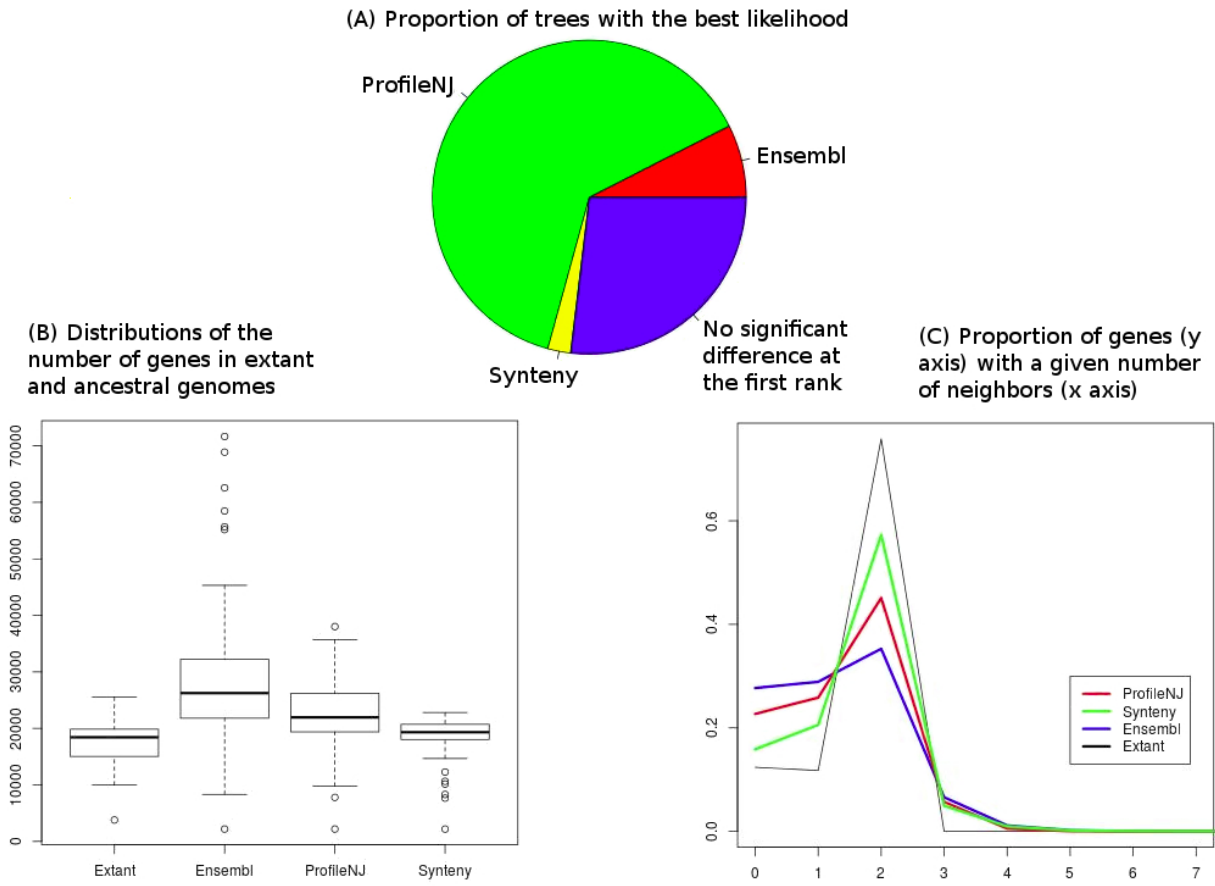 (A) Proportion of trees with the best likelihood
ProfileNJ
Ensembl
Synteny
No significant
difference at
the first rank
(B) Distributions of the
number of genes in extant
and ancestral genomes
70000
60000
50000
40000
30000
20000
10000
0
Extant
Ensembl
ProfileNJ
Synteny
(C) Proportion of genes (y
axis) with a given number
of neighbors (x axis)
0.6
0.4
0.2
0.0
ProfileNJ
Synteny
Ensembl
Extant
0 1 2 3 4 5 6 7